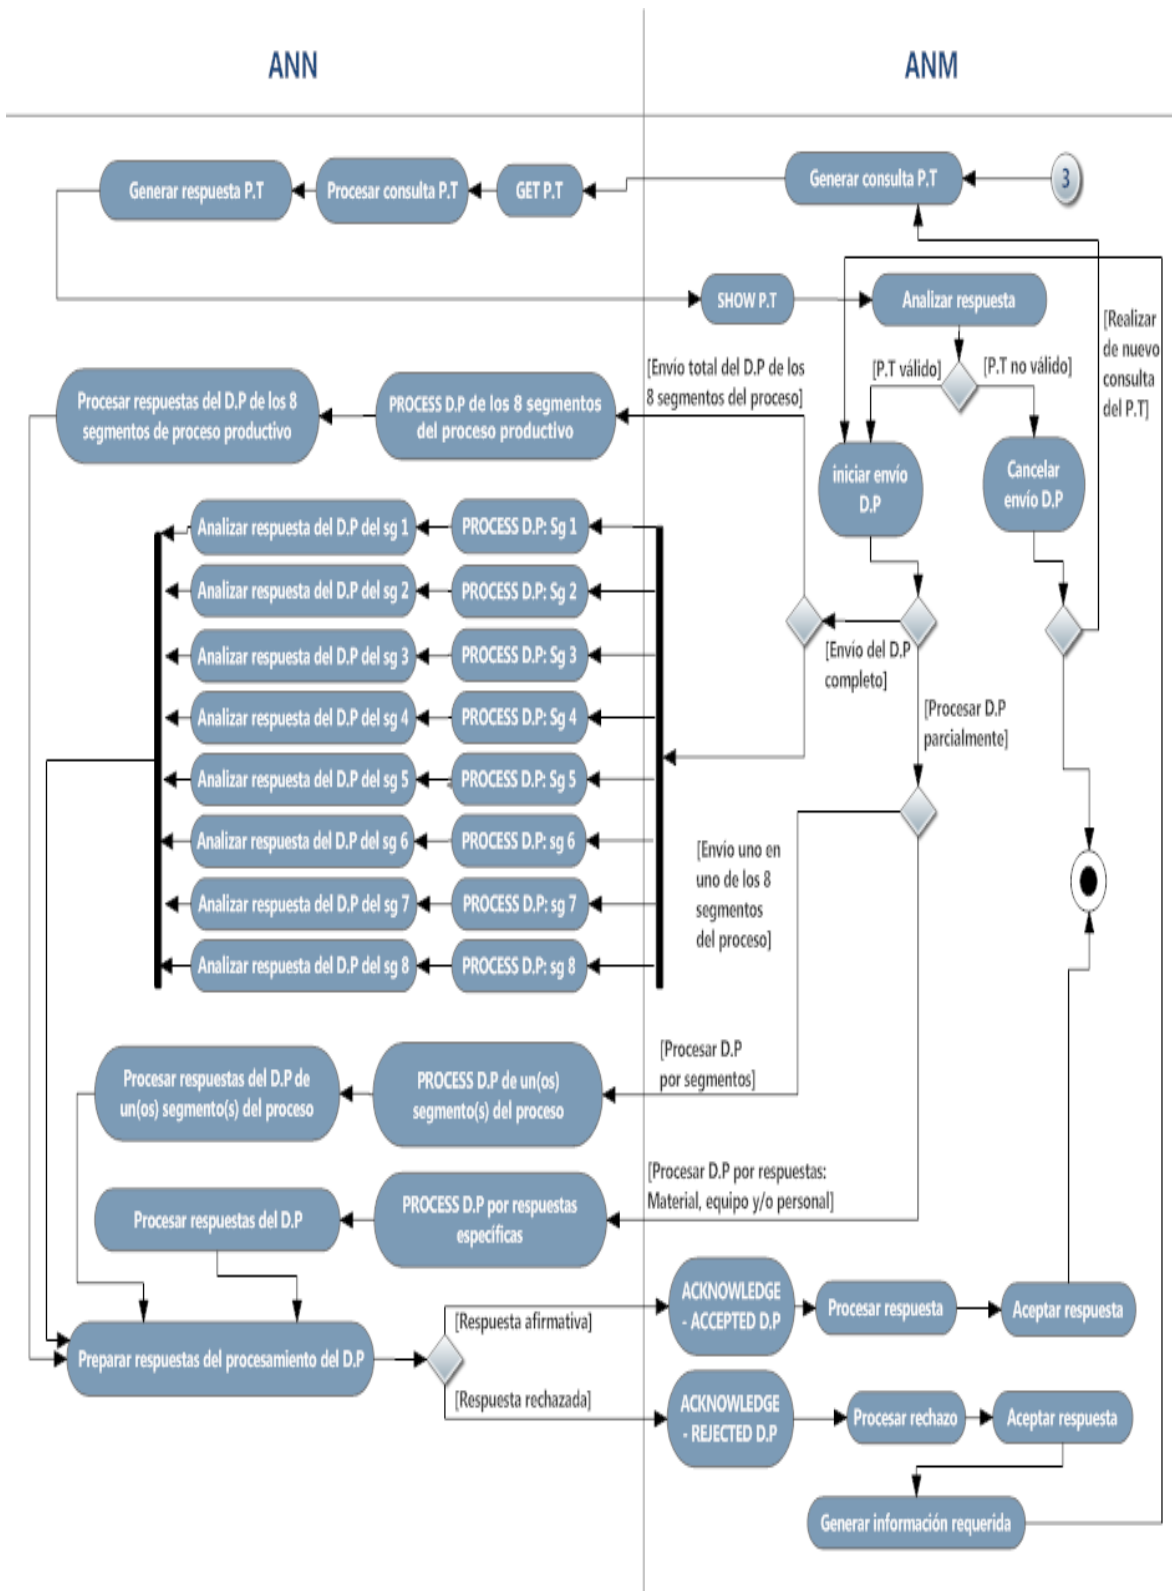 ANN
ANM
Generar respuesta P.T
Procesar consulta P.T
GET P.T
Generar consulta P.T
3
SHOW P.T
Analizar respuesta
[Realizar
de nuevo
consulta
del P.T]
[P.T válido]
[P.T no válido]
[Envío total del D.P de los
8 segmentos del proceso]
Procesar respuestas del D.P de los 8
segmentos de proceso productivo
PROCESS D.P de los 8 segmentos
del proceso productivo
iniciar envío
D.P
Cancelar
envío D.P
Analizar respuesta del D.P del sg 1
PROCESS D.P: Sg 1
Analizar respuesta del D.P del sg 2
PROCESS D.P: Sg 2
Analizar respuesta del D.P del sg 3
PROCESS D.P: Sg 3
Analizar respuesta del D.P del sg 4
PROCESS D.P: Sg 4
Analizar respuesta del D.P del sg 5
PROCESS D.P: Sg 5
Analizar respuesta del D.P del sg 6
PROCESS D.P: sg 6
Analizar respuesta del D.P del sg 7
PROCESS D.P: sg 7
Analizar respuesta del D.P del sg 8
PROCESS D.P: sg 8
[Envío del D.P
completo]
[Procesar D.P
parcialmente]
[Envío uno en
uno de los 8
segmentos
del proceso]
[Procesar D.P
por segmentos]
Procesar respuestas del D.P de
un(os) segmento(s) del proceso
PROCESS D.P de un(os)
segmento(s) del proceso
[Procesar D.P por respuestas:
Material, equipo y/o personal]
Procesar respuestas del D.P
PROCESS D.P por respuestas
específicas
Preparar respuestas del procesamiento del D.P
[Respuesta afirmativa]
[Respuesta rechazada]
ACKNOWLEDGE
- ACCEPTED D.P
Procesar respuesta
Aceptar respuesta
ACKNOWLEDGE
- REJECTED D.P
Procesar rechazo
Aceptar respuesta
Generar información requerida